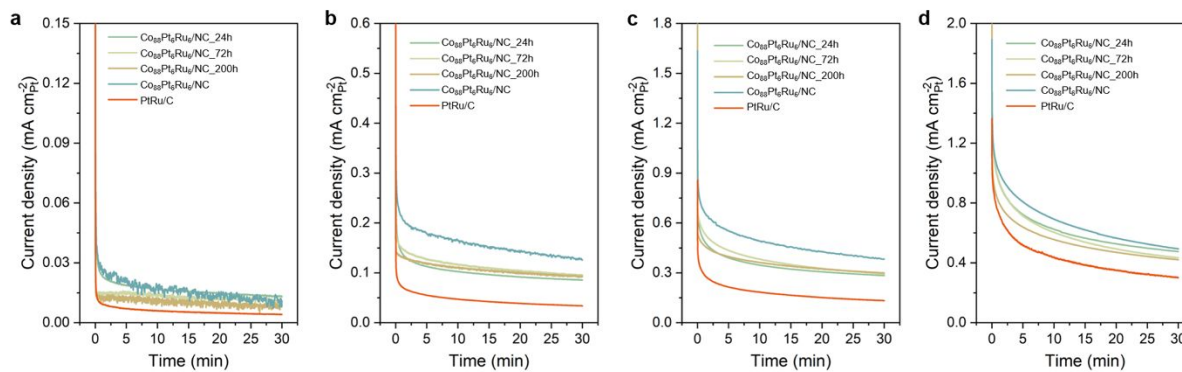 a
0.15
0.12
0.09
0.06
0.03
0.00
Current density (mA cm⁻²Pt)
Co₈₈Pt₆Ru₆/NC_24h
Co₈₈Pt₆Ru₆/NC_72h
Co₈₈Pt₆Ru₆/NC_200h
Co₈₈Pt₆Ru₆/NC
PtRu/C
0 5 10 15 20 25 30
Time (min)
b
0.6
0.5
0.4
0.3
0.2
0.1
0.0
Current density (mA cm⁻²Pt)
Co₈₈Pt₆Ru₆/NC_24h
Co₈₈Pt₆Ru₆/NC_72h
Co₈₈Pt₆Ru₆/NC_200h
Co₈₈Pt₆Ru₆/NC
PtRu/C
0 5 10 15 20 25 30
Time (min)
c
1.8
1.5
1.2
0.9
0.6
0.3
0.0
Current density (mA cm⁻²Pt)
Co₈₈Pt₆Ru₆/NC_24h
Co₈₈Pt₆Ru₆/NC_72h
Co₈₈Pt₆Ru₆/NC_200h
Co₈₈Pt₆Ru₆/NC
PtRu/C
0 5 10 15 20 25 30
Time (min)
d
2.0
1.6
1.2
0.8
0.4
0.0
Current density (mA cm⁻²Pt)
Co₈₈Pt₆Ru₆/NC_24h
Co₈₈Pt₆Ru₆/NC_72h
Co₈₈Pt₆Ru₆/NC_200h
Co₈₈Pt₆Ru₆/NC
PtRu/C
0 5 10 15 20 25 30
Time (min)